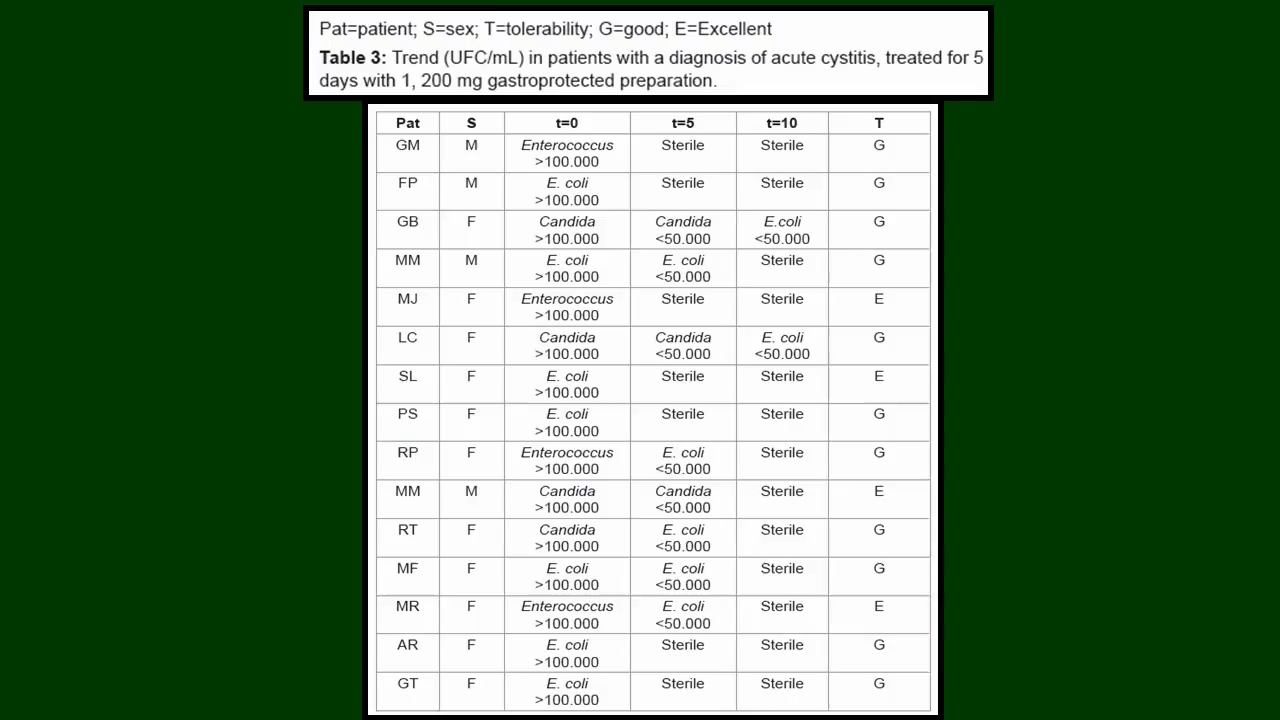 Pat=patient; S=sex; T=tolerability; G=good; E=Excellent
Table 3: Trend (UFC/mL) in patients with a diagnosis of acute cystitis, treated for 5
days with 1, 200 mg gastroprotected preparation.
Pat S t=0 t=5 t=10 T
GM M Enterococcus Sterile Sterile G
>100.000
FP M E. coli Sterile Sterile G
>100.000
GB F Candida Candida E.coli G
>100.000 <50.000 <50.000
MM M E. coli E. coli Sterile G
>100.000 <50.000
MJ F Enterococcus Sterile Sterile E
>100.000
LC F Candida Candida E. coli G
>100.000 <50.000 <50.000
SL F E. coli Sterile Sterile E
>100.000
PS F E. coli Sterile Sterile G
>100.000
RP F Enterococcus E. coli Sterile G
>100.000 <50.000
MM M Candida Candida Sterile E
>100.000 <50.000
RT F Candida E. coli Sterile G
>100.000 <50.000
MF F E. coli E. coli Sterile G
>100.000 <50.000
MR F Enterococcus E. coli Sterile E
>100.000 <50.000
AR F E. coli Sterile Sterile G
>100.000
GT F E. coli Sterile Sterile G
>100.000